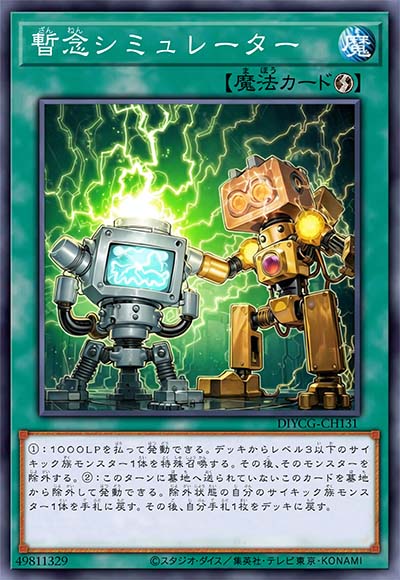 暫念シミュレーター
【魔法カード】
DIYCG-CH131
①：1000LPを払って発動できる。デッキからレベル3以下のサイ
キック族モンスター1体を特殊召喚する。その後、そのモンスターを
除外する。②：このターンに墓地へ送られていないこのカードを墓地
から除外して発動できる。除外状態の自分のサイキック族モンス
ター1体を手札に戻す。その後、自分手札1枚をデッキに戻す。
49811329
©スタジオ・ダイス／集英社・テレビ東京・KONAMI